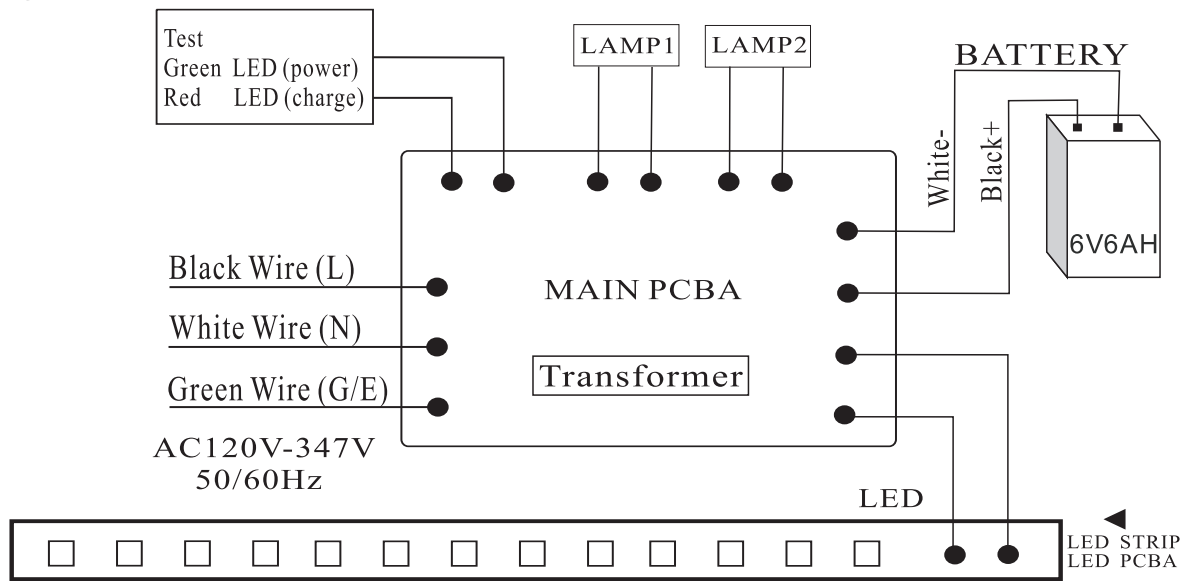 Test
Green LED (power)
Red LED (charge)
LAMP1
LAMP2
BATTERY
White-
Black+
6V6AH
Black Wire (L)
White Wire (N)
Green Wire (G/E)
AC120V-347V
50/60Hz
MAIN PCBA
Transformer
LED
LED STRIP
LED PCBA